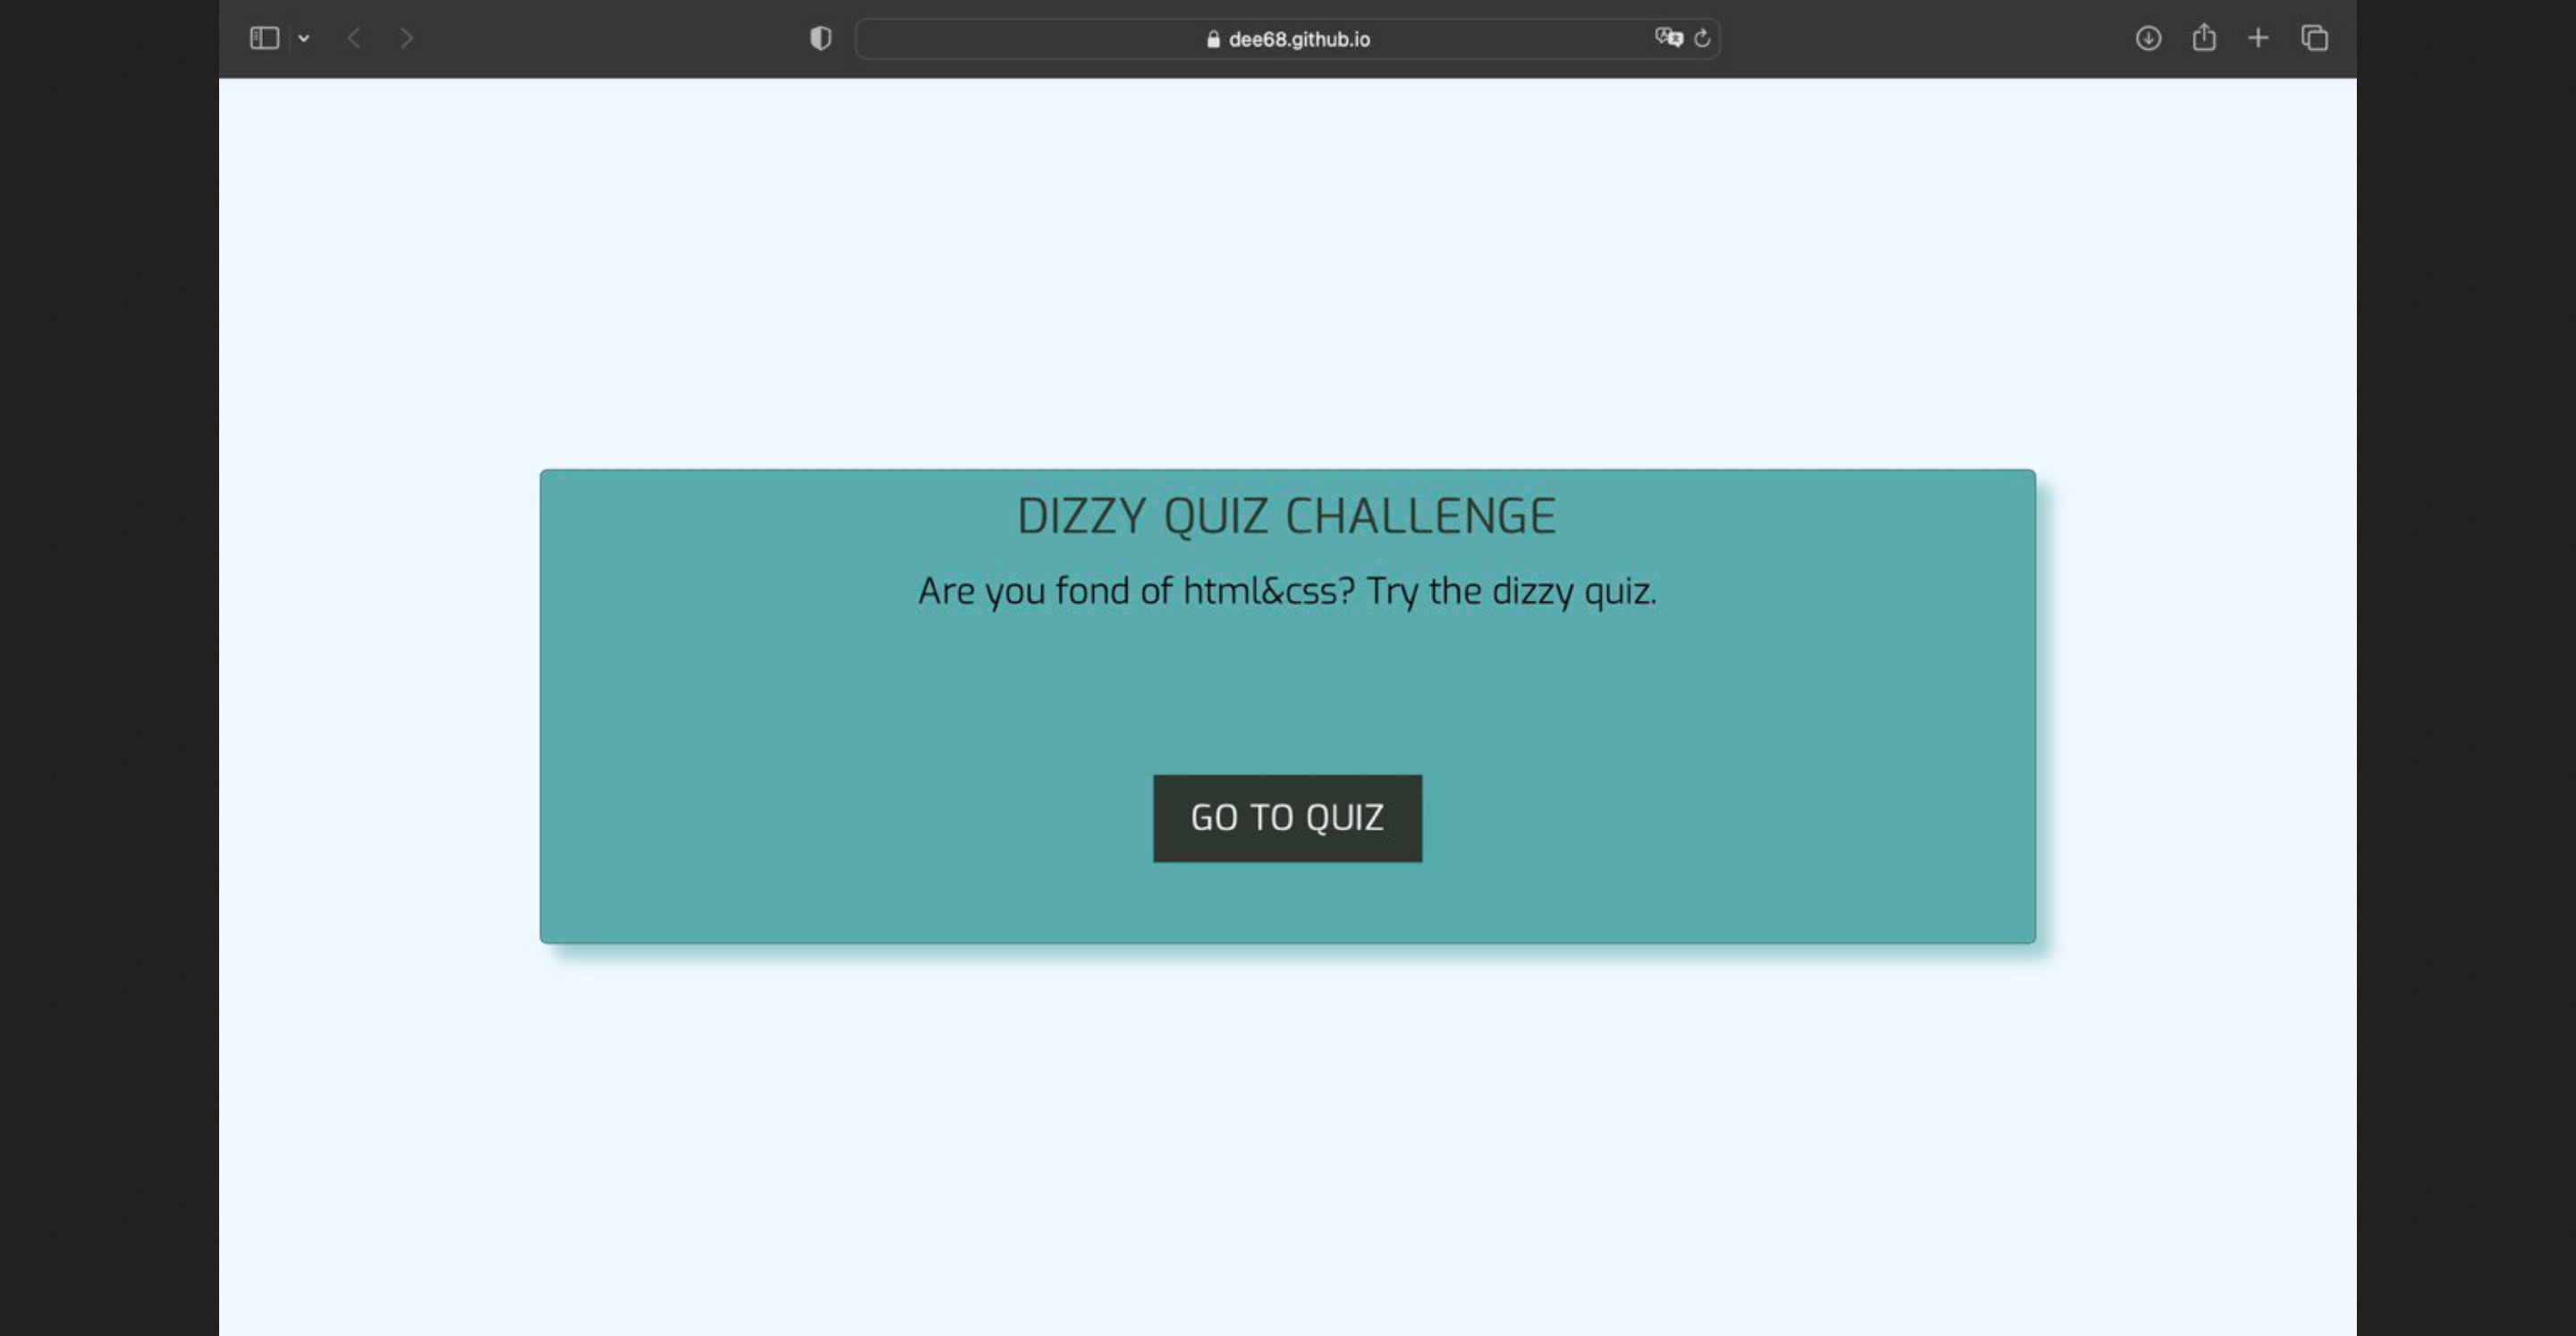 dee68.github.io
DIZZY QUIZ CHALLENGE
Are you fond of html&css? Try the dizzy quiz.
GO TO QUIZ